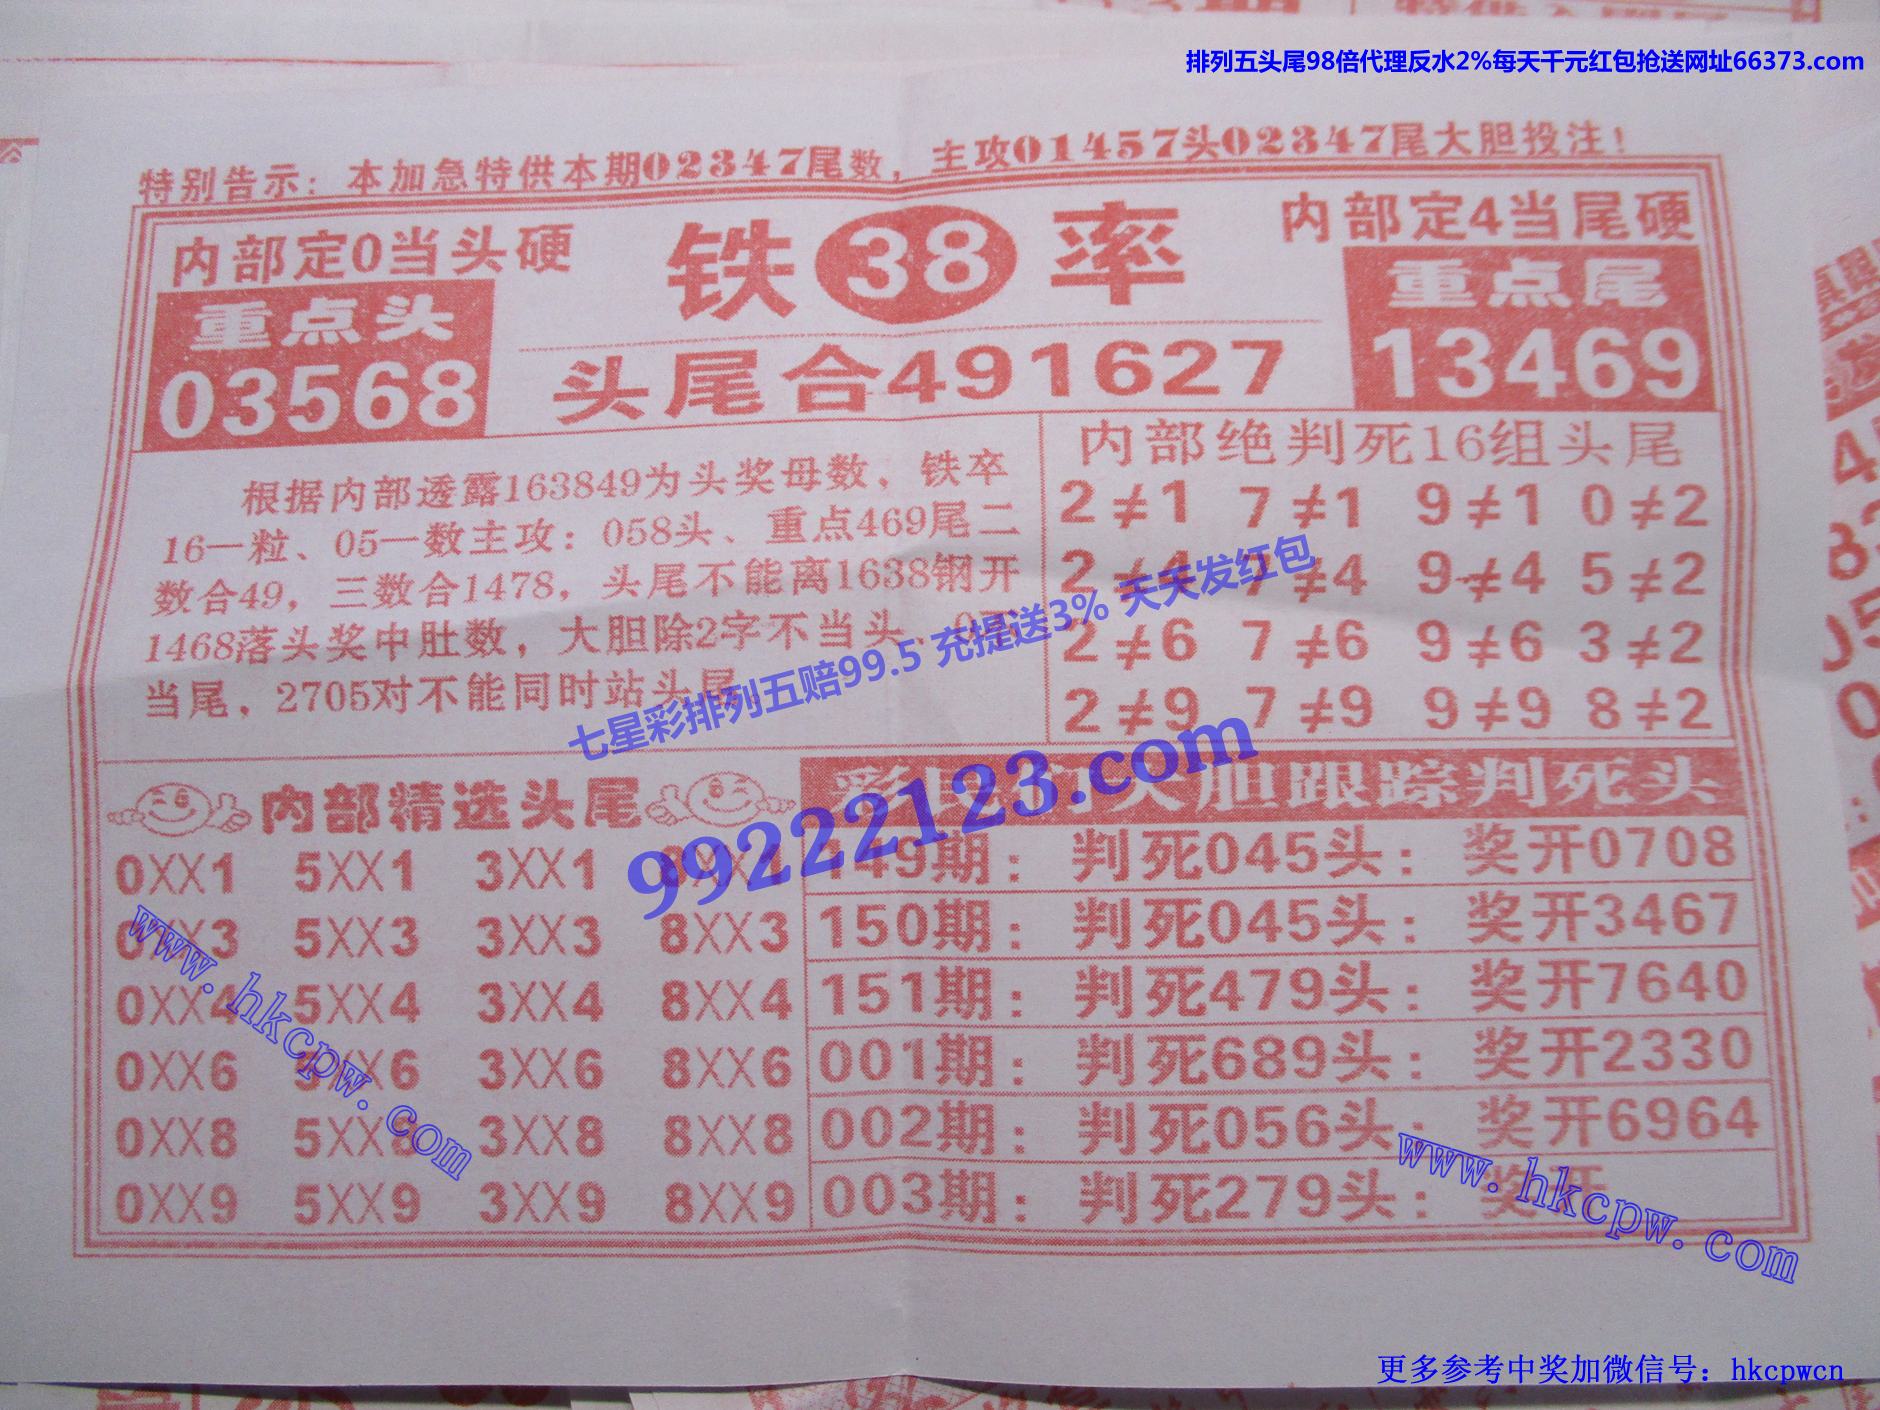 排列五头尾98倍代理反水2%每天千元红包抢送网址66373.com
特别告示：本加急特供本期02347尾数，主攻01457头02347尾大胆投注！
内部定0当头硬
重点头
03568
铁38率
头尾合491627
内部定4当尾硬
重点尾
13469
根据内部透露163849为头奖母数，铁卒
16一粒、05一数主攻：058头、重点469尾二
数合49，三数合1478，头尾不能离1638钢开
1468落头奖中肚数，大胆除2字不当头、
当尾，2705对不能同时站头尾
内部绝判死16组头尾
2≠1 7≠1 9≠1 0≠2
2≠4 7≠4 9≠4 5≠2
2≠6 7≠6 9≠6 3≠2
2≠9 7≠9 9≠9 8≠2
七星彩排列五赔99.5 充提送3% 天天发红包
99222123.com
内部精选头尾
0XX1 5XX1 3XX1
0XX3 5XX3 3XX3 8XX3
0XX4 5XX4 3XX4 8XX4
0XX6 5XX6 3XX6 8XX6
0XX8 5XX8 3XX8 8XX8
0XX9 5XX9 3XX9 8XX9
大胆跟踪判死头
149期：判死045头：奖开0708
150期：判死045头：奖开3467
151期：判死479头：奖开7640
001期：判死689头：奖开2330
002期：判死056头：奖开6964
003期：判死279头：奖开
www.hkcpw.com
www.hkcpw.com
更多参考中奖加微信号：hkcpwcn